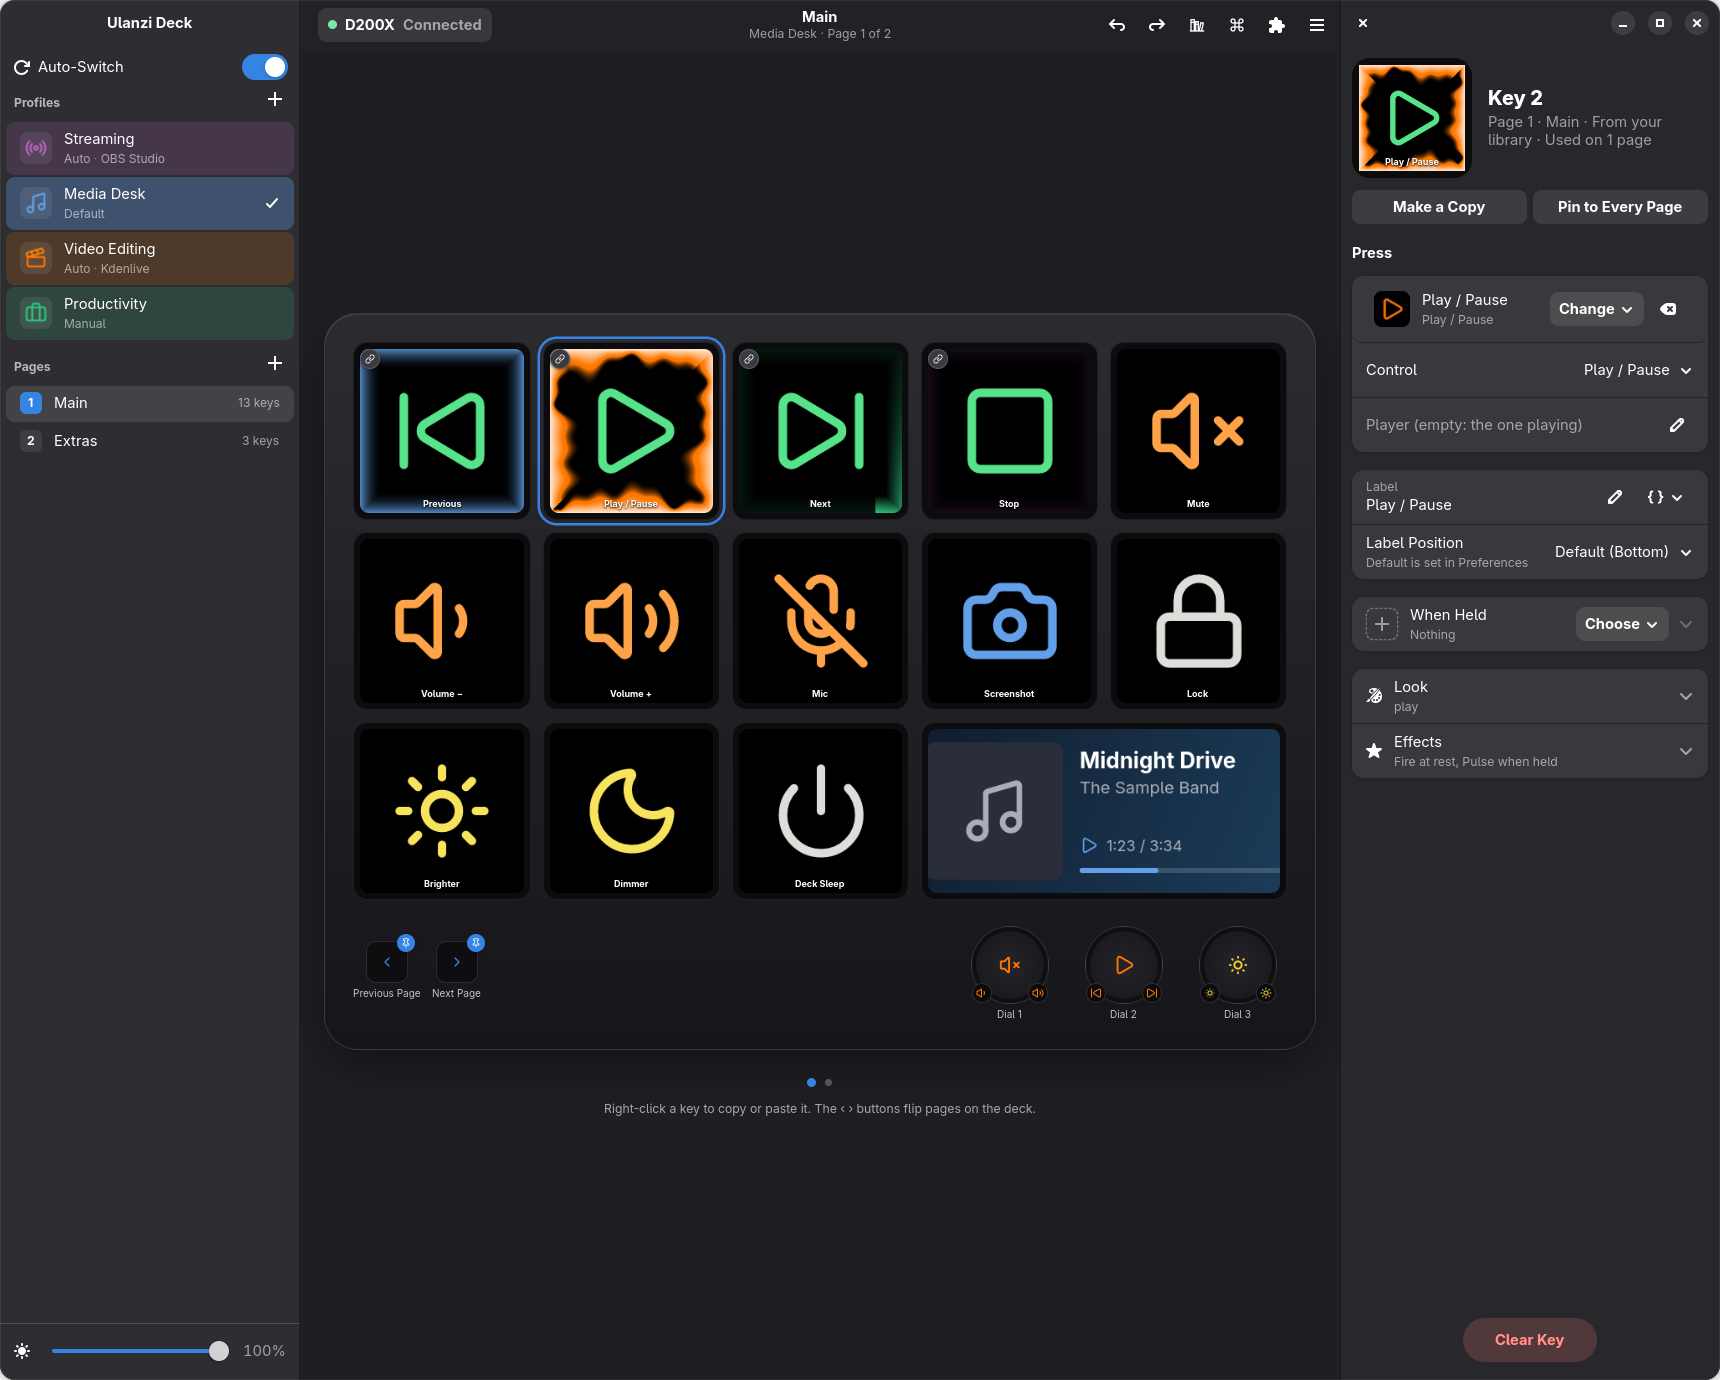 Ulanzi Deck
Auto-Switch
Profiles
Streaming
Auto · OBS Studio
Media Desk
Default
Video Editing
Auto · Kdenlive
Productivity
Manual
Pages
1 Main 13 keys
2 Extras 3 keys
100%
D200X Connected
Main
Media Desk · Page 1 of 2
Previous
Play / Pause
Next
Stop
Mute
Volume −
Volume +
Mic
Screenshot
Lock
Brighter
Dimmer
Deck Sleep
Midnight Drive
The Sample Band
1:23 / 3:34
Previous Page
Next Page
Dial 1
Dial 2
Dial 3
Right-click a key to copy or paste it. The ‹ › buttons flip pages on the deck.
Play / Pause
Key 2
Page 1 · Main · From your
library · Used on 1 page
Make a Copy
Pin to Every Page
Press
Play / Pause
Play / Pause
Change
Control
Play / Pause
Player (empty: the one playing)
Label
Play / Pause
{ }
Label Position
Default is set in Preferences
Default (Bottom)
When Held
Nothing
Choose
Look
play
Effects
Fire at rest, Pulse when held
Clear Key